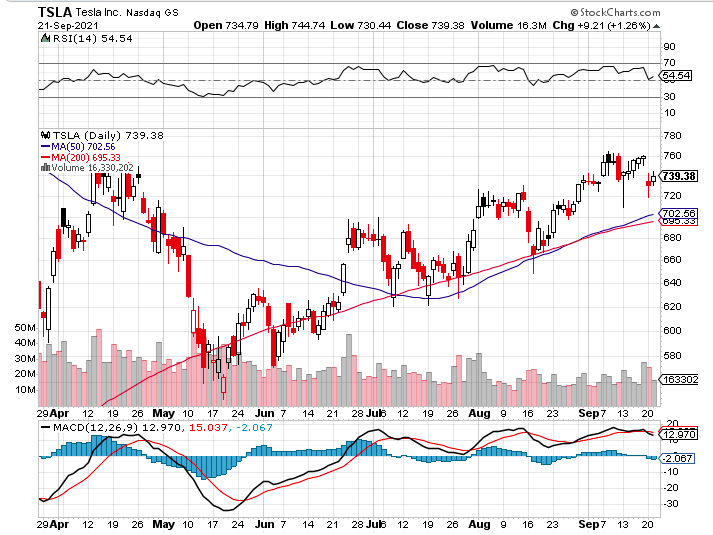 TSLA Tesla Inc. Nasdaq GS
© StockCharts.com
21-Sep-2021
Open 734.79 High 744.74 Low 730.44 Close 739.38 Volume 16.3M Chg +9.21 (+1.26%)
RSI(14) 54.54
90
70
54.54
30
10
TSLA (Daily) 739.38
MA(50) 702.56
MA(200) 695.33
Volume 16,330,202
780
760
739.38
720
702.56
695.33
680
660
640
620
600
580
50M
40M
30M
20M
10M
163302
29 Apr 12 19 26 May 10 17 24 Jun 7 14 21 28 Jul 6 12 19 26 Aug 9 16 23 Sep 7 13 20
MACD(12,26,9) 12.970, 15.037, -2.067
20
12.970
-2.067
-10
-20
-30
29 Apr 12 19 26 May 10 17 24 Jun 7 14 21 28 Jul 6 12 19 26 Aug 9 16 23 Sep 7 13 20